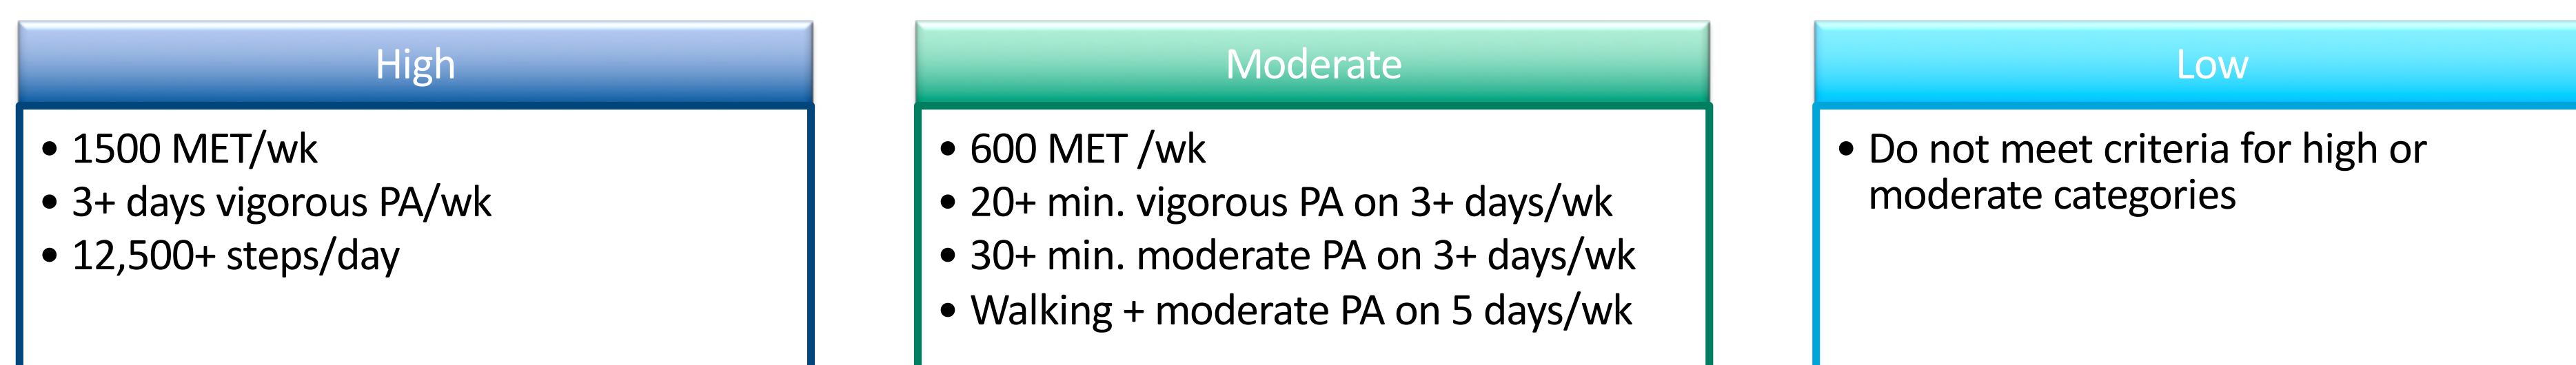 High
• 1500 MET/wk
• 3+ days vigorous PA/wk
• 12,500+ steps/day
Moderate
• 600 MET /wk
• 20+ min. vigorous PA on 3+ days/wk
• 30+ min. moderate PA on 3+ days/wk
• Walking + moderate PA on 5 days/wk
Low
• Do not meet criteria for high or
moderate categories